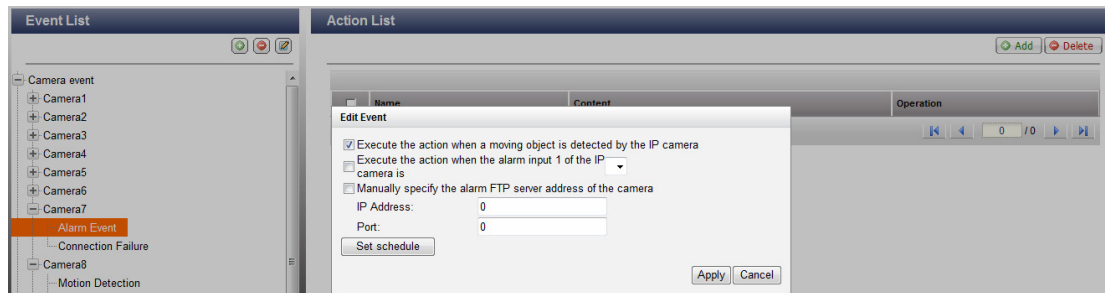 Event List
Action List
Add Delete
Camera event
Camera1
Camera2
Camera3
Camera4
Camera5
Camera6
Camera7
Alarm Event
Connection Failure
Camera8
Motion Detection
Name Content Operation
0 / 0
Edit Event
Execute the action when a moving object is detected by the IP camera
Execute the action when the alarm input 1 of the IP
camera is
Manually specify the alarm FTP server address of the camera
IP Address: 0
Port: 0
Set schedule
Apply Cancel